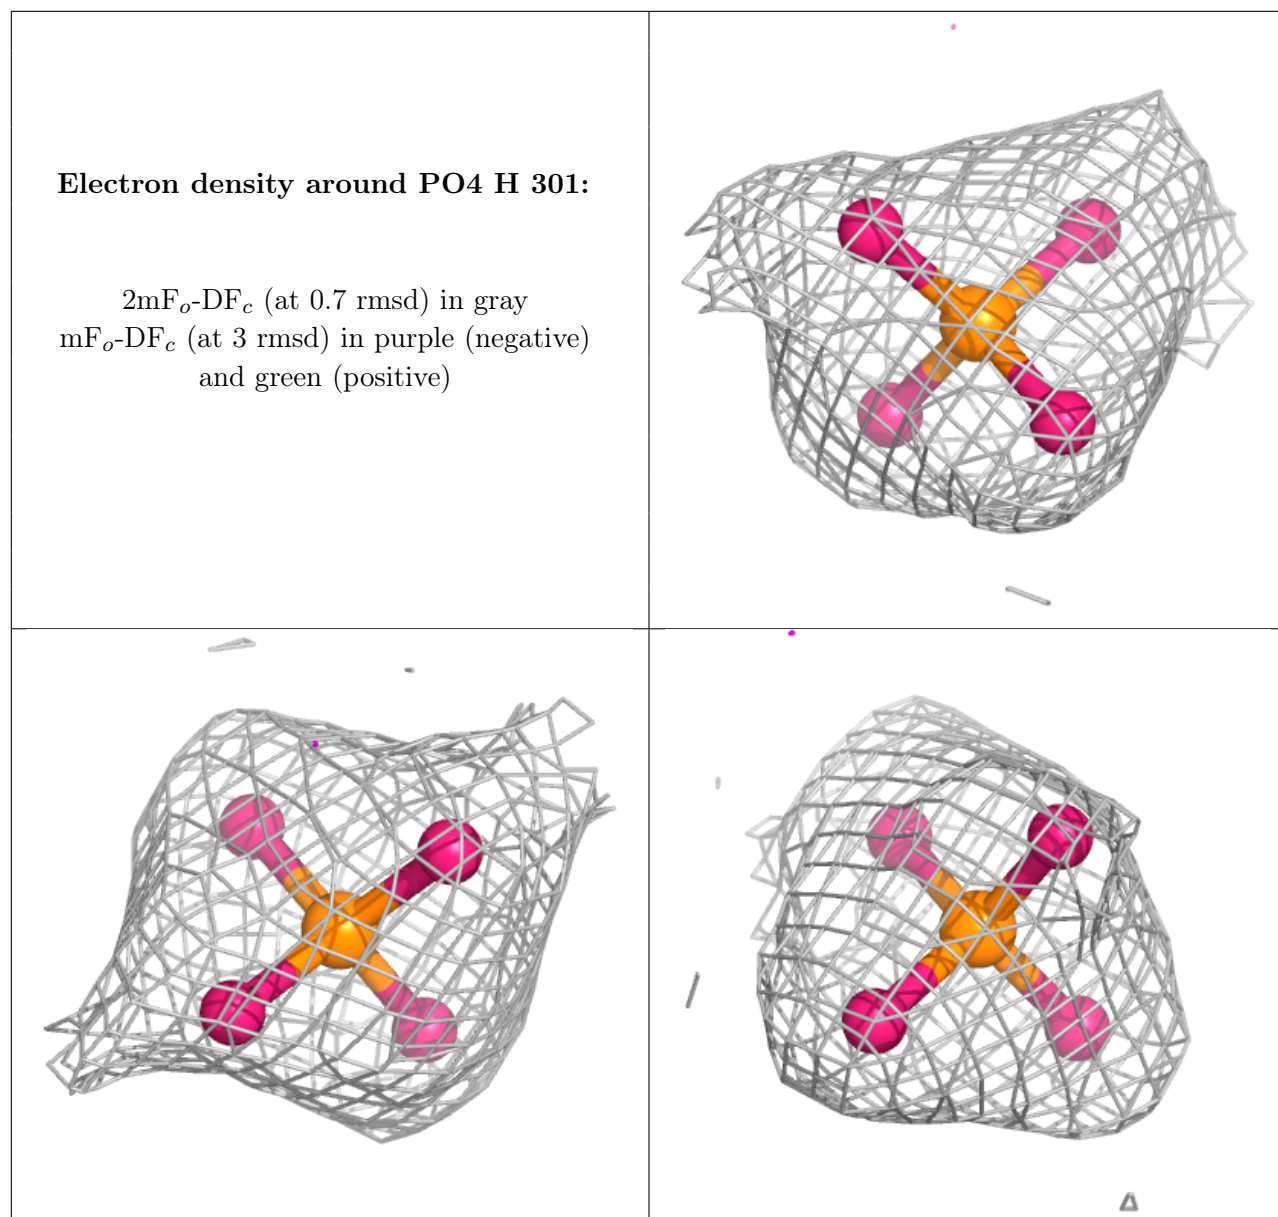 Electron density around PO4 H 301:
2mFo-DFc (at 0.7 rmsd) in gray
mFo-DFc (at 3 rmsd) in purple (negative)
and green (positive)